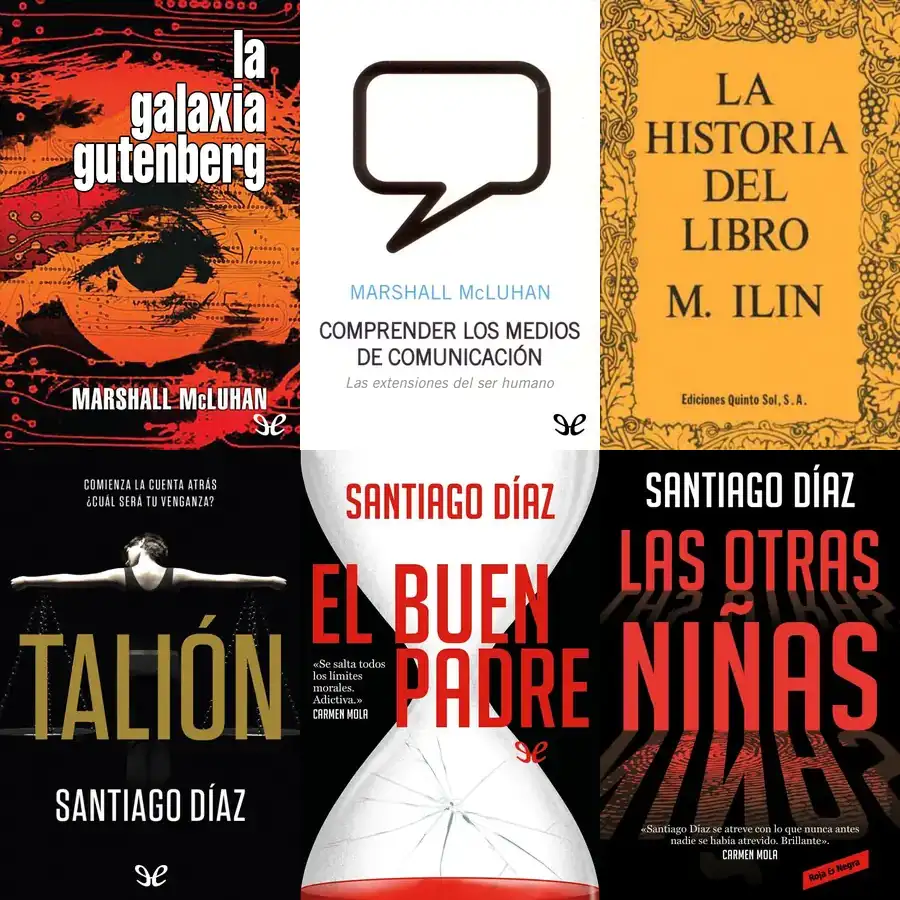 la
galaxia
gutenberg
MARSHALL McLUHAN
MARSHALL McLUHAN
COMPRENDER LOS MEDIOS
DE COMUNICACIÓN
Las extensiones del ser humano
LA
HISTORIA
DEL
LIBRO
M. ILIN
Ediciones Quinto Sol, S.A.
COMIENZA LA CUENTA ATRÁS
¿CUÁL SERÁ TU VENGANZA?
TALIÓN
SANTIAGO DÍAZ
SANTIAGO DÍAZ
EL BUEN
PADRE
«Se salta todos
los límites
morales.
Adictiva.»
CARMEN MOLA
SANTIAGO DÍAZ
LAS OTRAS
NIÑAS
«Santiago Díaz se atreve con lo que nunca antes
nadie se había atrevido. Brillante».
CARMEN MOLA
Roja & Negra